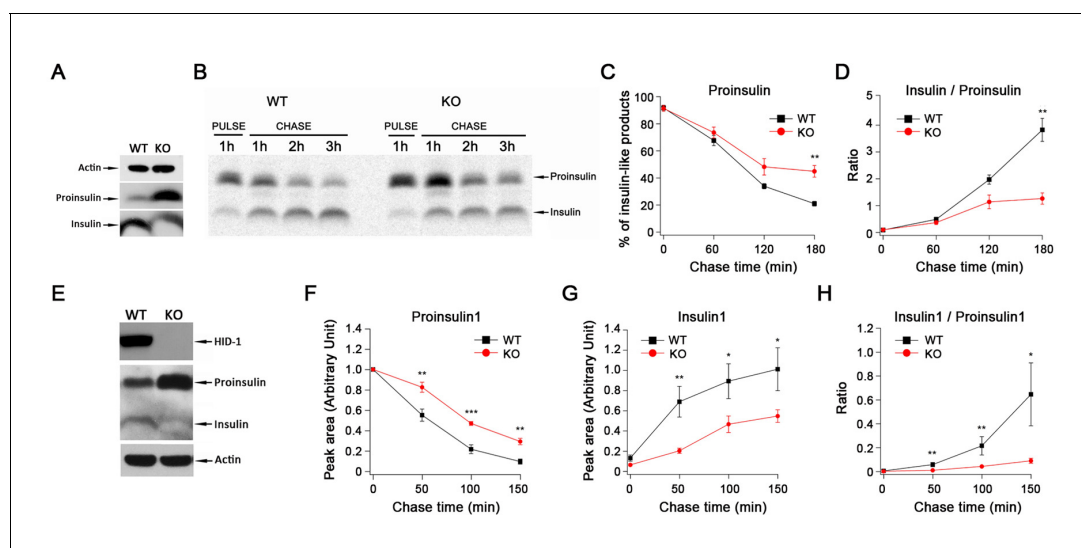 A
WT KO
Actin
Proinsulin
Insulin
B
WT KO
PULSE CHASE PULSE CHASE
1h 1h 2h 3h 1h 1h 2h 3h
Proinsulin
Insulin
C
Proinsulin
% of insulin-like products
100
80
60
40
20
0
WT
KO
**
0 60 120 180
Chase time (min)
D
Insulin / Proinsulin
Ratio
5
4
3
2
1
0
WT
KO
**
0 60 120 180
Chase time (min)
E
WT KO
HID-1
Proinsulin
Insulin
Actin
F
Proinsulin1
Peak area (Arbitrary Unit)
1.4
1.2
1.0
0.8
0.6
0.4
0.2
0
WT
KO
**
***
**
0 50 100 150
Chase time (min)
G
Insulin1
Peak area (Arbitrary Unit)
1.4
1.2
1.0
0.8
0.6
0.4
0.2
0
WT
KO
**
*
*
0 50 100 150
Chase time (min)
H
Insulin1 / Proinsulin1
Ratio
1.4
1.2
1.0
0.8
0.6
0.4
0.2
0
WT
KO
**
**
*
0 50 100 150
Chase time (min)